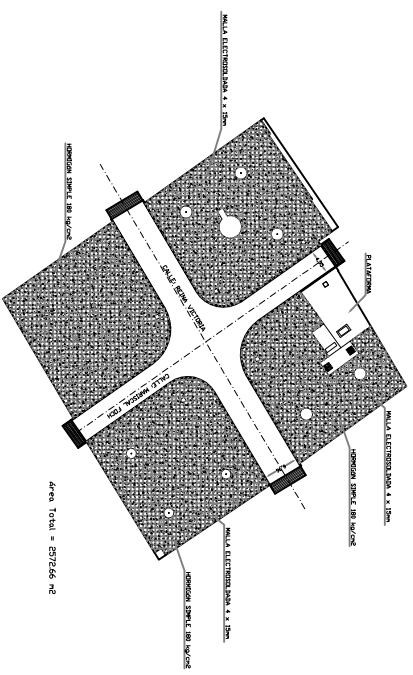 MALLA ELECTROSOLDADA 4 x 15mm
HORMIGON SIMPLE 180 kg/cm2
PLATAFORMA
CALLE: REINA VICTORIA
CALLE: MARISCAL FOCH
MALLA ELECTROSOLDADA 4 x 15mm
HORMIGON SIMPLE 180 kg/cm2
Area Total = 2572.66 m2
MALLA ELECTROSOLDADA 4 x 15mm
HORMIGON SIMPLE 180 kg/cm2